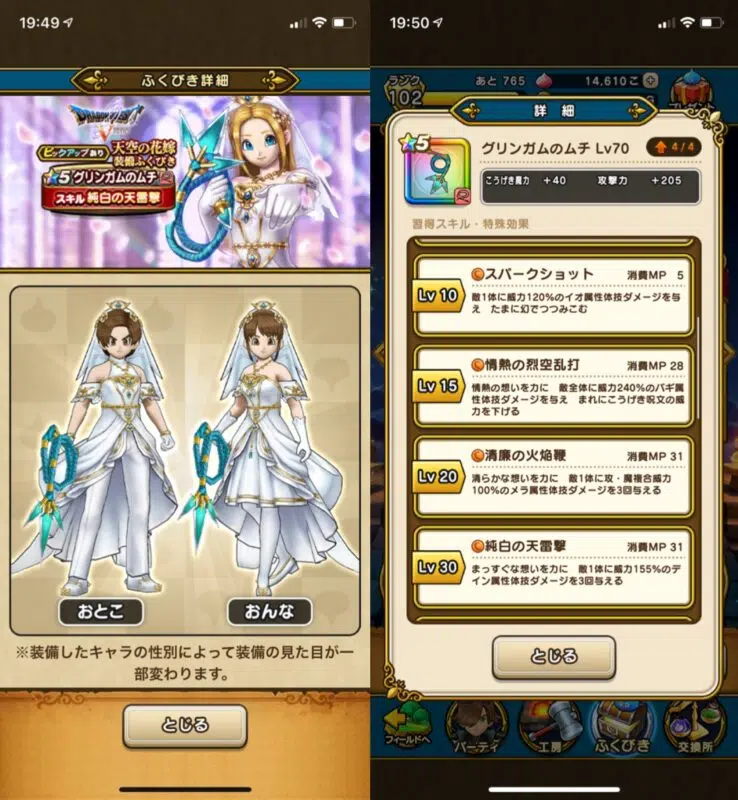 19:49
ふくびき詳細
DRAGON QUEST
ピックアップあり
天空の花嫁
装備ふくびき
★5 グリンガムのムチ R
スキル 純白の天雷撃
おとこ
おんな
※装備したキャラの性別によって装備の見た目が一
部変わります。
とじる
19:50
ランク
102
あと 765
14,610こ
プレゼント
詳細
5
グリンガムのムチ Lv70
4/4
R
こうげき魔力 +40 攻撃力 +205
習得スキル・特殊効果
Lv 10
スパークショット 消費MP 5
敵1体に威力120%のイオ属性体技ダメージを与
え たまに幻でつつみこむ
Lv 15
情熱の烈空乱打 消費MP 28
情熱の想いを力に 敵全体に威力240%のバギ属
性体技ダメージを与え まれにこうげき呪文の威
力を下げる
Lv 20
清廉の火焔鞭 消費MP 31
清らかな想いを力に 敵1体に攻・魔複合威力
100%のメラ属性体技ダメージを3回与える
Lv 30
純白の天雷撃 消費MP 31
まっすぐな想いを力に 敵1体に威力155%のデ
イン属性体技ダメージを3回与える
とじる
フィールドへ
パーティ
工房
ふくびき
交換所